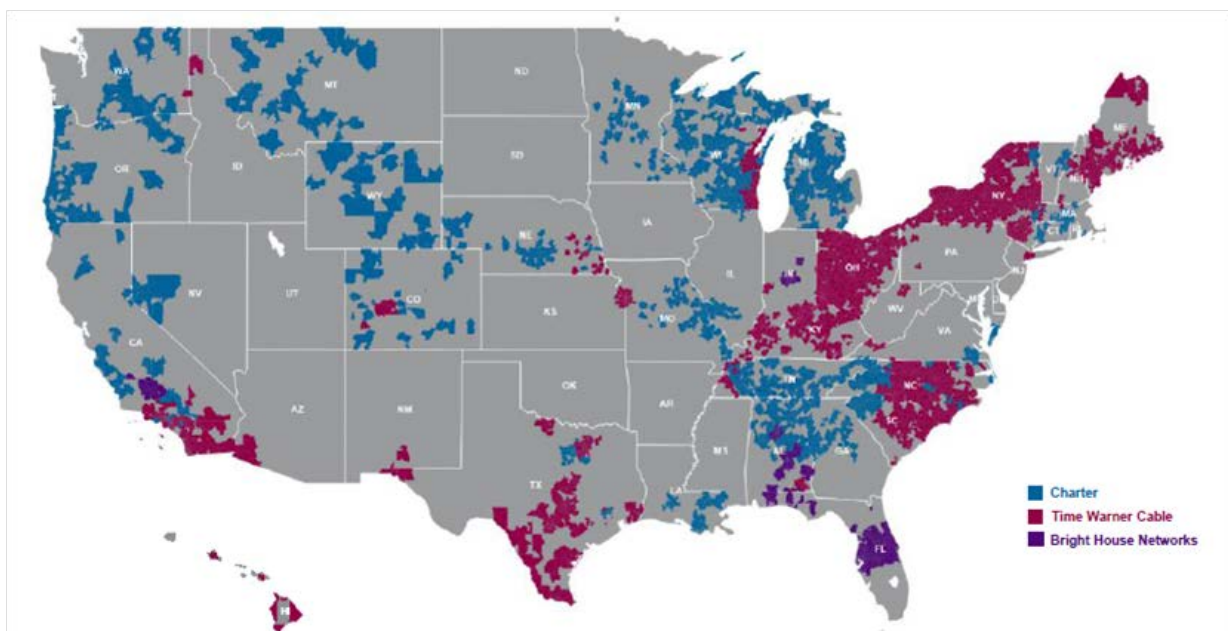 WA
MT
ND
MN
ME
OR
ID
SD
WI
MI
VT
NH
WY
NY
MA
CT
IA
NE
PA
NV
UT
CO
IL
IN
OH
NJ
KS
MO
WV
VA
KY
CA
OK
TN
NC
AZ
NM
AR
SC
MS
AL
GA
TX
LA
Charter
Time Warner Cable
Bright House Networks
FL
HI